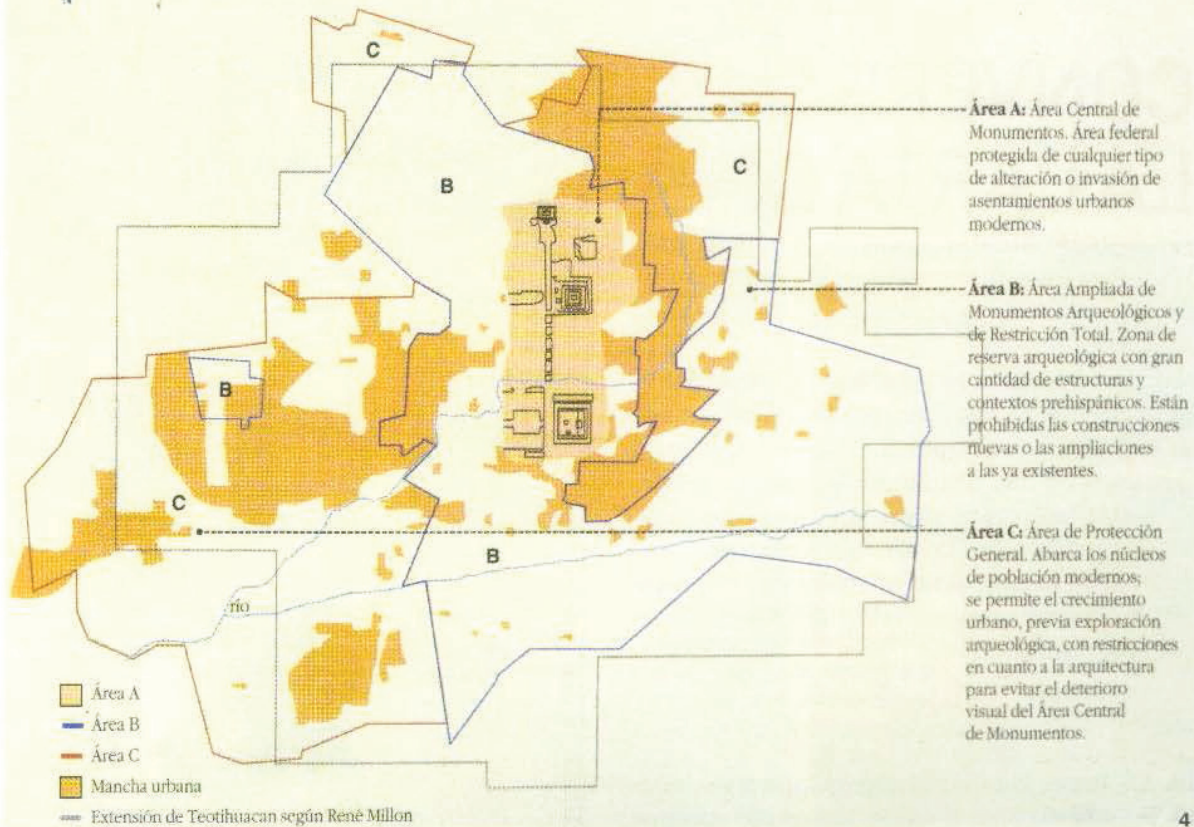 C
C
B
B
C
B
río
Área A: Área Central de
Monumentos. Área federal
protegida de cualquier tipo
de alteración o invasión de
asentamientos urbanos
modernos.
Área B: Área Ampliada de
Monumentos Arqueológicos y
de Restricción Total. Zona de
reserva arqueológica con gran
cantidad de estructuras y
contextos prehispánicos. Están
prohibidas las construcciones
nuevas o las ampliaciones
a las ya existentes.
Área C: Área de Protección
General. Abarca los núcleos
de población modernos;
se permite el crecimiento
urbano, previa exploración
arqueológica, con restricciones
en cuanto a la arquitectura
para evitar el deterioro
visual del Área Central
de Monumentos.
Área A
Área B
Área C
Mancha urbana
Extensión de Teotihuacan según René Millon
4